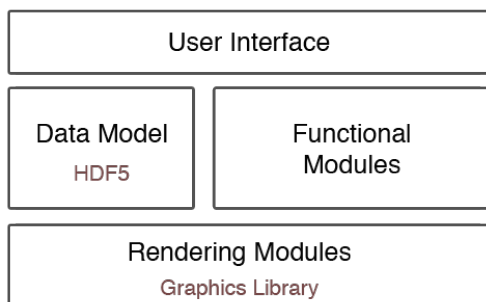 User Interface
Data Model
HDF5
Functional
Modules
Rendering Modules
Graphics Library